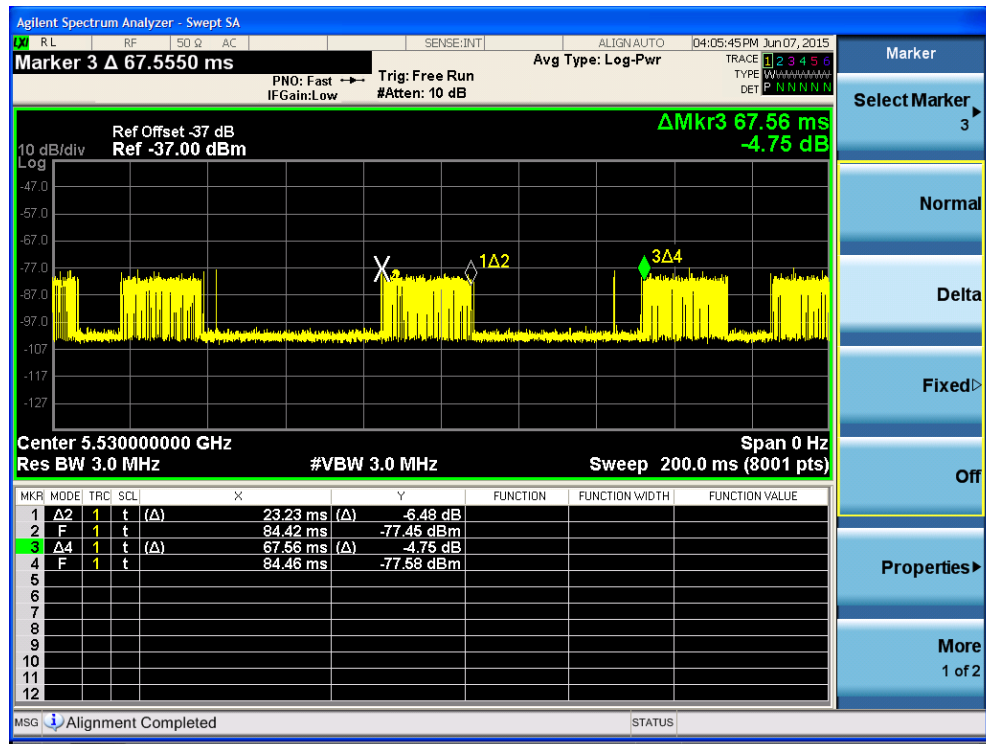 Agilent Spectrum Analyzer - Swept SA
LXI RL RF 50 Ω AC SENSE:INT ALIGNAUTO 04:05:45PM Jun 07, 2015
Marker 3 Δ 67.5550 ms
Avg Type: Log-Pwr
TRACE 1 2 3 4 5 6
TYPE W
DET P N N N N N
PNO: Fast
IFGain:Low
Trig: Free Run
#Atten: 10 dB
ΔMkr3 67.56 ms
-4.75 dB
Ref Offset -37 dB
Ref -37.00 dBm
10 dB/div
Log
-47.0
-57.0
-67.0
-77.0
-87.0
-97.0
-107
-117
-127
X 2
1Δ2
3Δ4
Center 5.530000000 GHz Span 0 Hz
Res BW 3.0 MHz #VBW 3.0 MHz Sweep 200.0 ms (8001 pts)
MKR MODE TRC SCL X Y FUNCTION FUNCTION WIDTH FUNCTION VALUE
1 Δ2 1 t (Δ) 23.23 ms (Δ) -6.48 dB
2 F 1 t 84.42 ms -77.45 dBm
3 Δ4 1 t (Δ) 67.56 ms (Δ) -4.75 dB
4 F 1 t 84.46 ms -77.58 dBm
5
6
7
8
9
10
11
12
MSG Alignment Completed STATUS
Marker
Select Marker
3
Normal
Delta
Fixed
Off
Properties
More
1 of 2